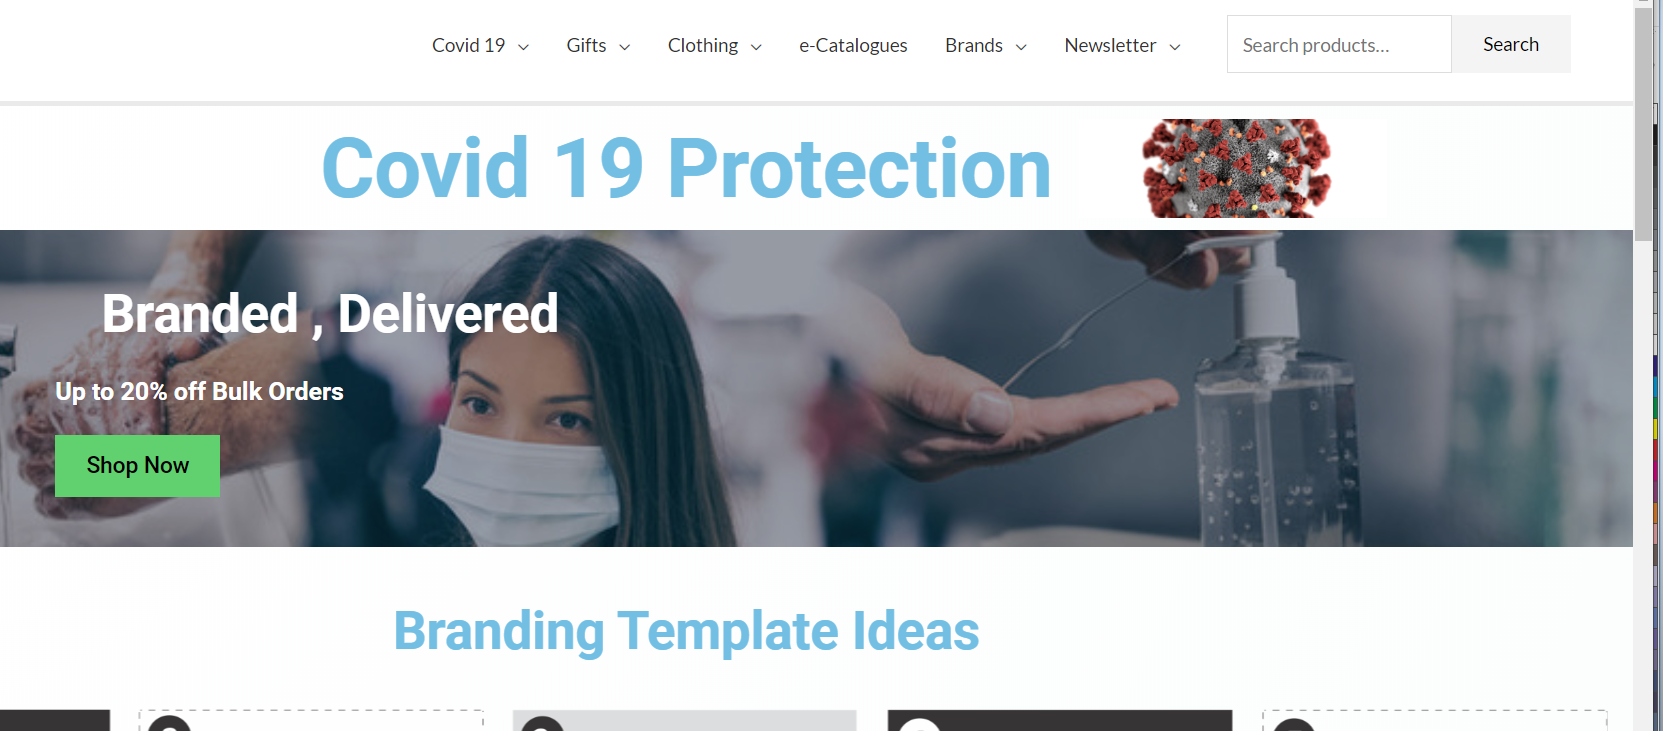 Covid 19 Gifts Clothing e-Catalogues Brands Newsletter Search products... Search
Covid 19 Protection
Branded , Delivered
Up to 20% off Bulk Orders
Shop Now
Branding Template Ideas